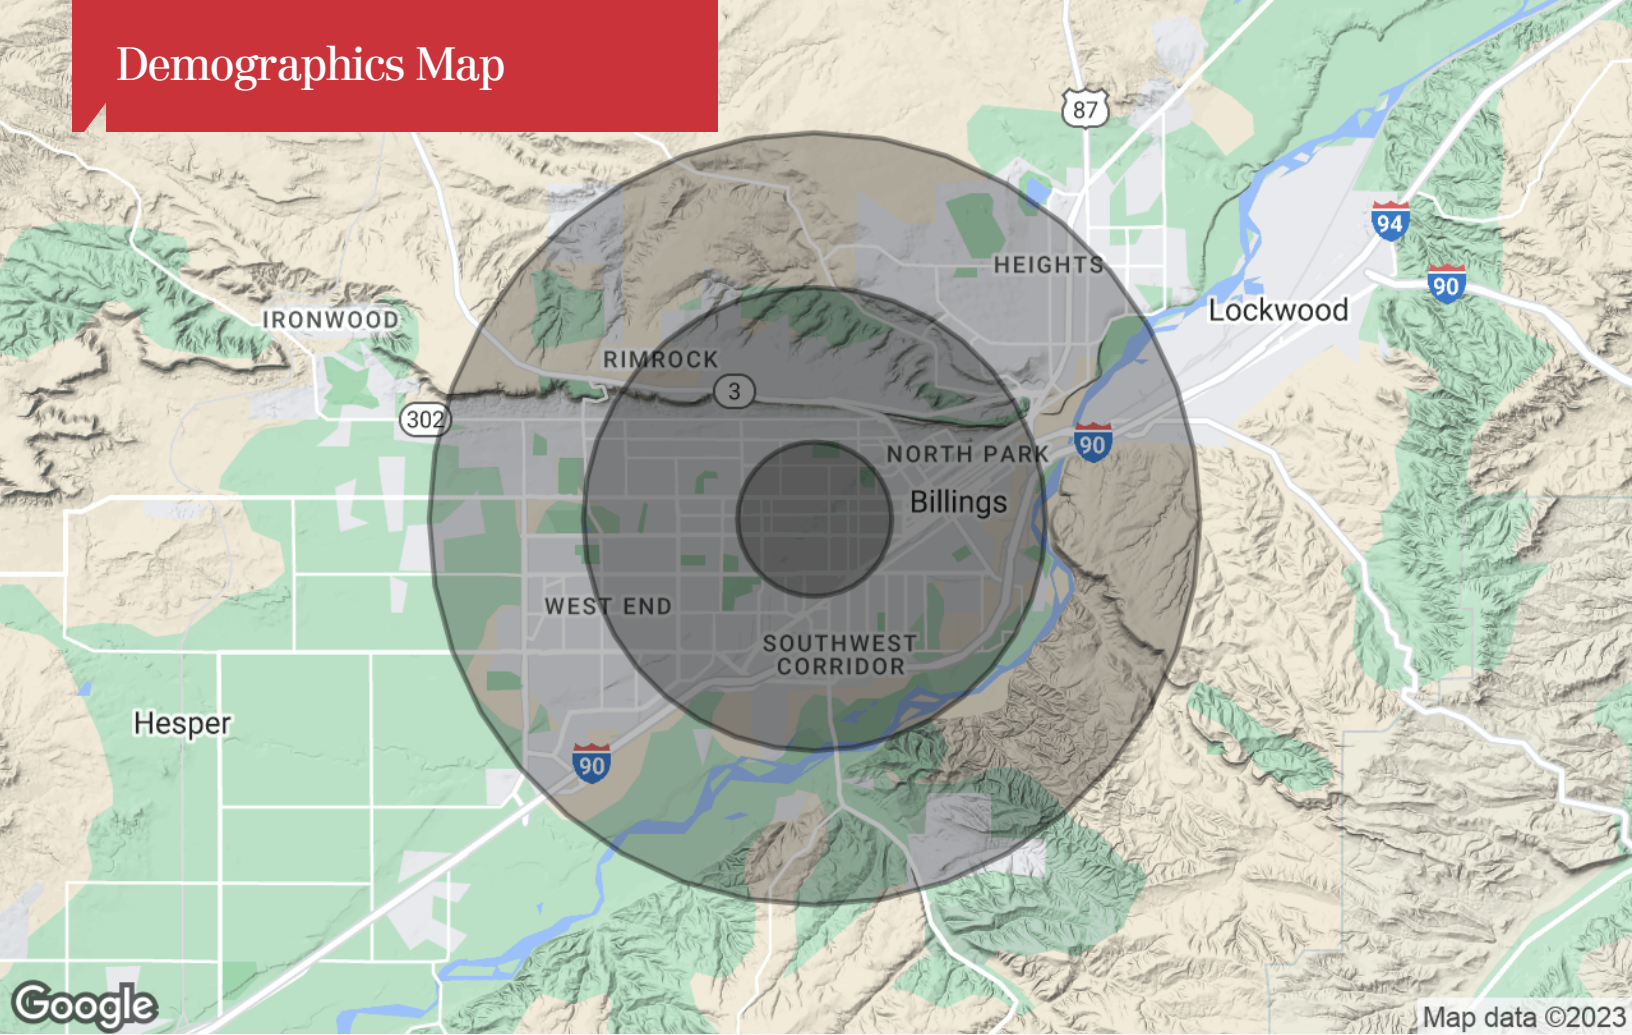 Demographics Map
87
94
HEIGHTS
90
Lockwood
IRONWOOD
RIMROCK
3
302
90
NORTH PARK
Billings
WEST END
SOUTHWEST
CORRIDOR
Hesper
90
Google
Map data ©2023